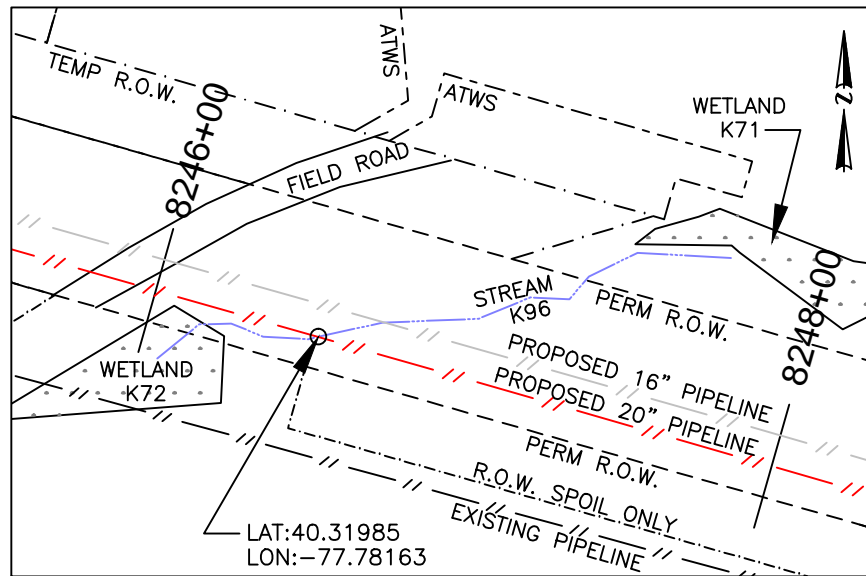 TEMP R.O.W.
ATWS
ATWS
WETLAND
K71
N
8246+00
FIELD ROAD
STREAM
K96
PERM R.O.W.
8248+00
PROPOSED 16" PIPELINE
PROPOSED 20" PIPELINE
WETLAND
K72
PERM R.O.W.
R.O.W. SPOIL ONLY
EXISTING PIPELINE
LAT:40.31985
LON:-77.78163